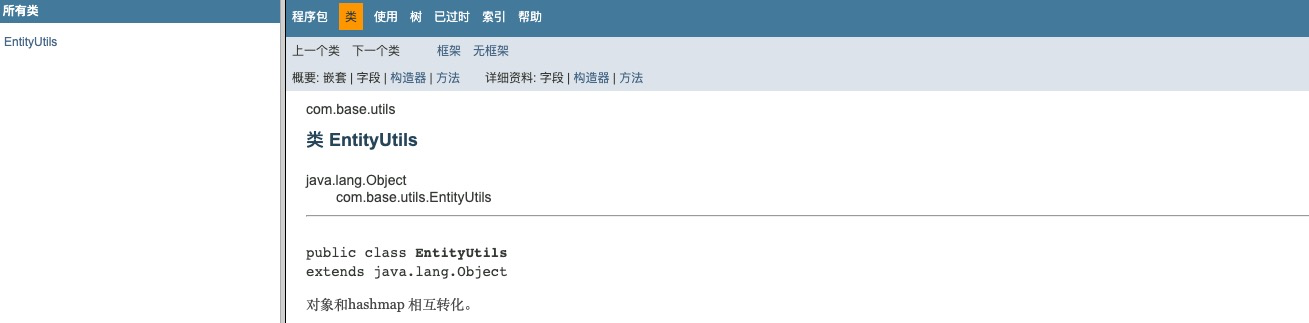 所有类
EntityUtils
程序包 类 使用 树 已过时 索引 帮助
上一个类 下一个类 框架 无框架
概要: 嵌套 | 字段 | 构造器 | 方法 详细资料: 字段 | 构造器 | 方法
com.base.utils
类 EntityUtils
java.lang.Object
com.base.utils.EntityUtils
public class EntityUtils
extends java.lang.Object
对象和hashmap 相互转化。